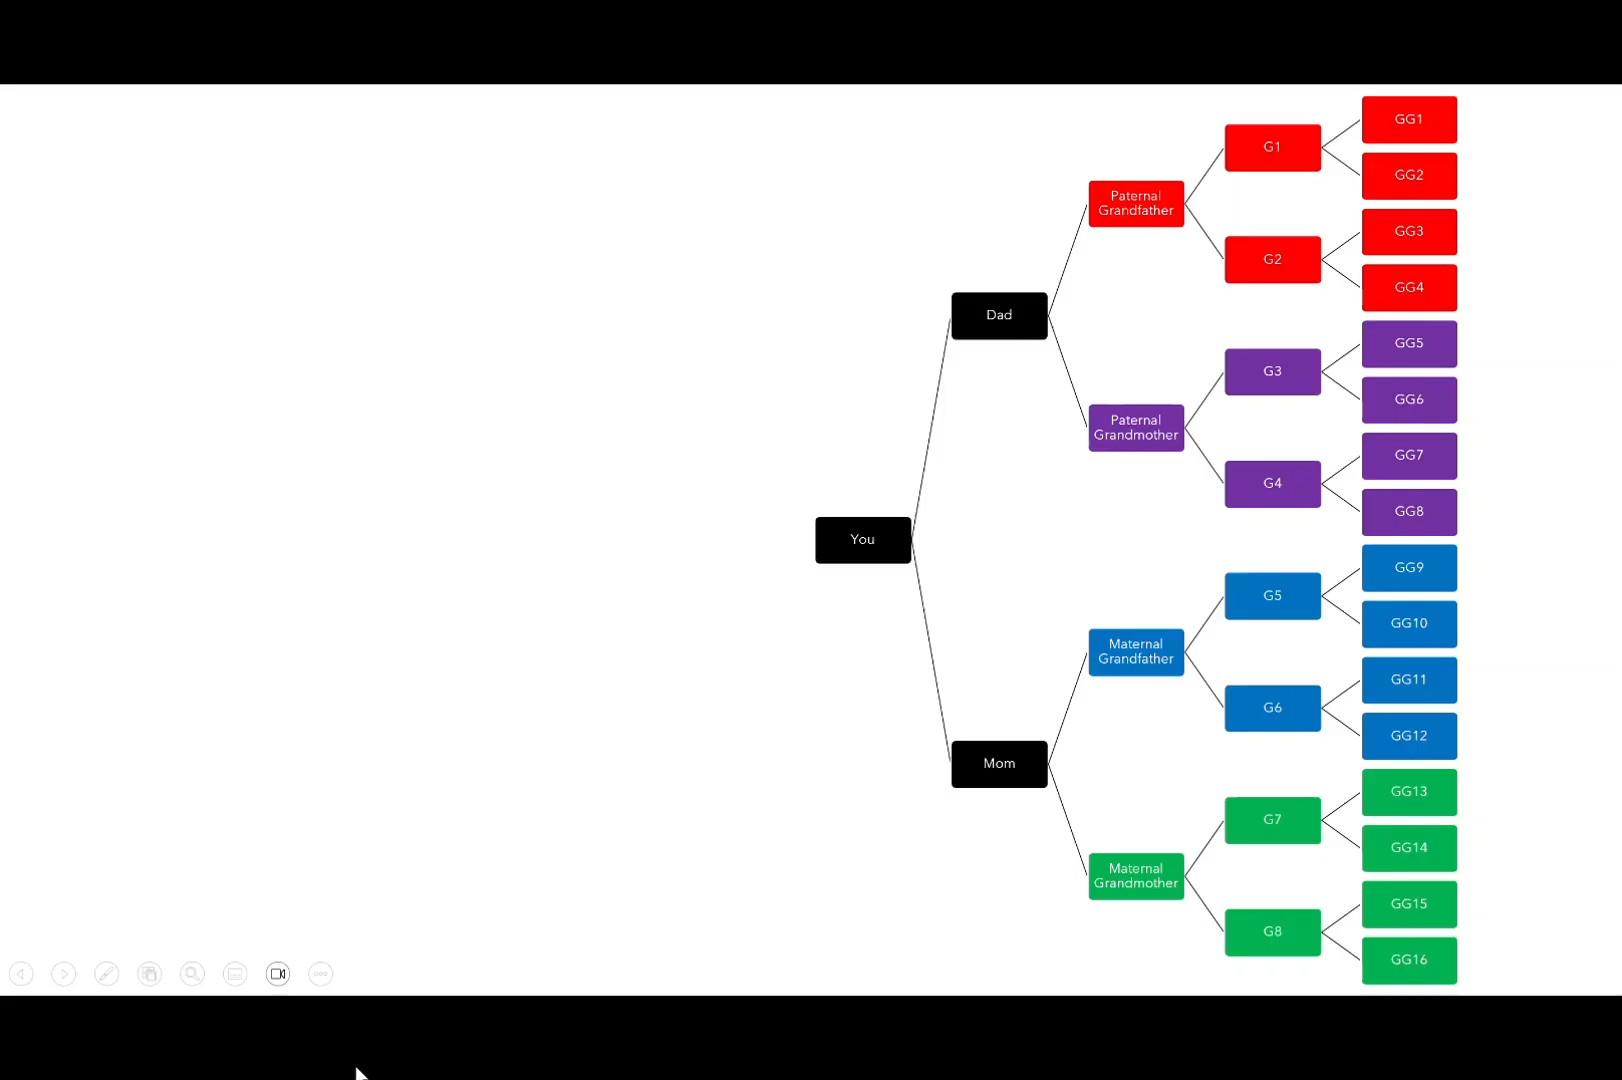 You
Dad
Mom
Paternal
Grandfather
Paternal
Grandmother
Maternal
Grandfather
Maternal
Grandmother
G1
G2
G3
G4
G5
G6
G7
G8
GG1
GG2
GG3
GG4
GG5
GG6
GG7
GG8
GG9
GG10
GG11
GG12
GG13
GG14
GG15
GG16